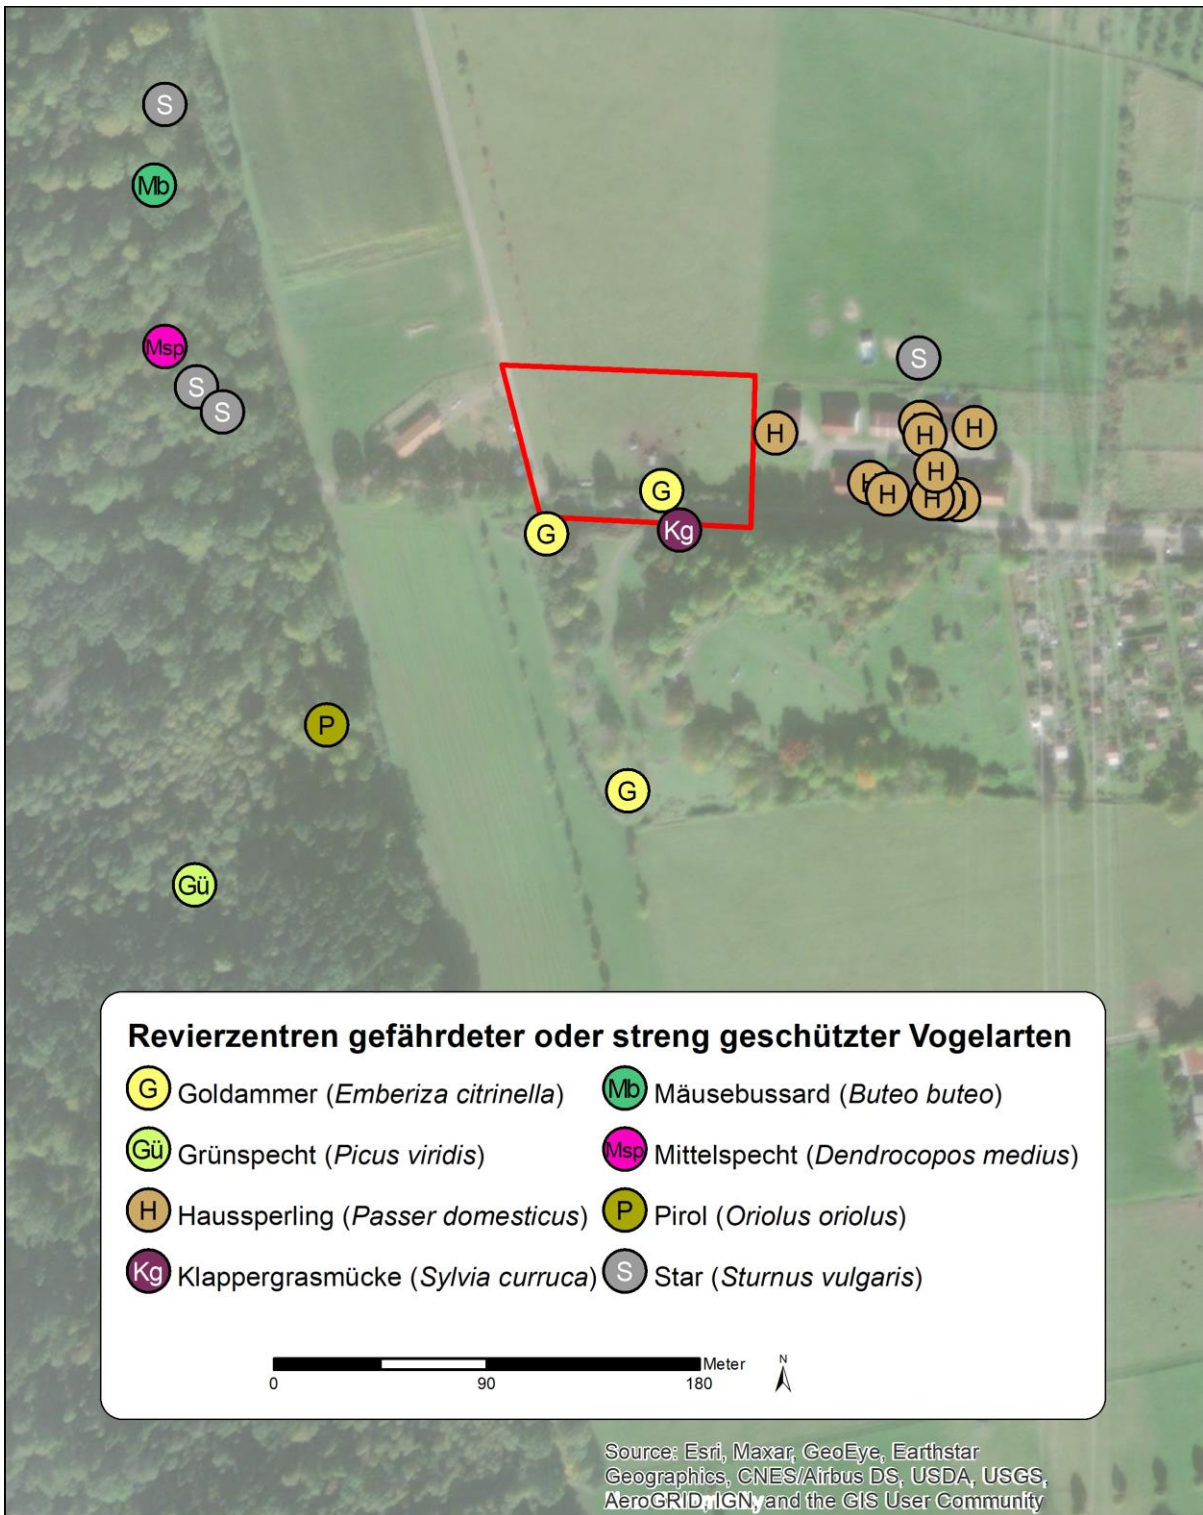 S
Mb
Msp
S
S
S
H
H
H
H
G
H
H
H
G
Kg
P
G
Gü
Revierzentren gefährdeter oder streng geschützter Vogelarten
G Goldammer (Emberiza citrinella)
Mb Mäusebussard (Buteo buteo)
Gü Grünspecht (Picus viridis)
Msp Mittelspecht (Dendrocopos medius)
H Haussperling (Passer domesticus)
P Pirol (Oriolus oriolus)
Kg Klappergrasmücke (Sylvia curruca)
S Star (Sturnus vulgaris)
Meter
N
0 90 180
Source: Esri, Maxar, GeoEye, Earthstar
Geographics, CNES/Airbus DS, USDA, USGS,
AeroGRID, IGN, and the GIS User Community